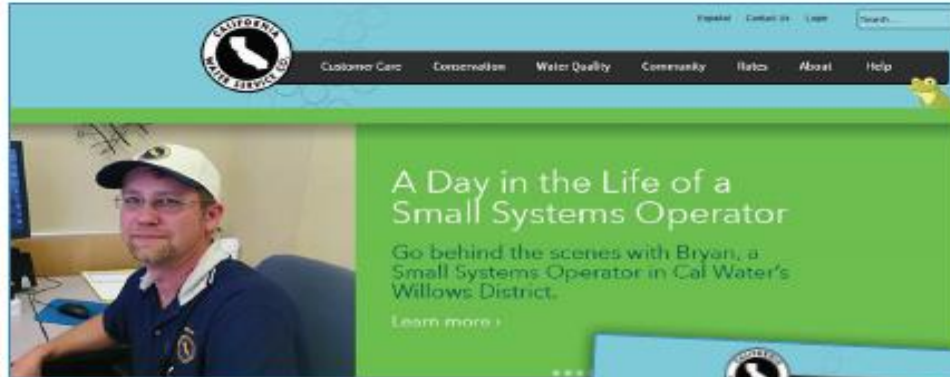 CALIFORNIA
WATER SERVICE CO.
Español Contact Us Login Search...
Customer Care Conservation Water Quality Community Rates About Help
A Day in the Life of a
Small Systems Operator
Go behind the scenes with Bryan, a
Small Systems Operator in Cal Water's
Willows District.
Learn more ›
CALIFORNIA